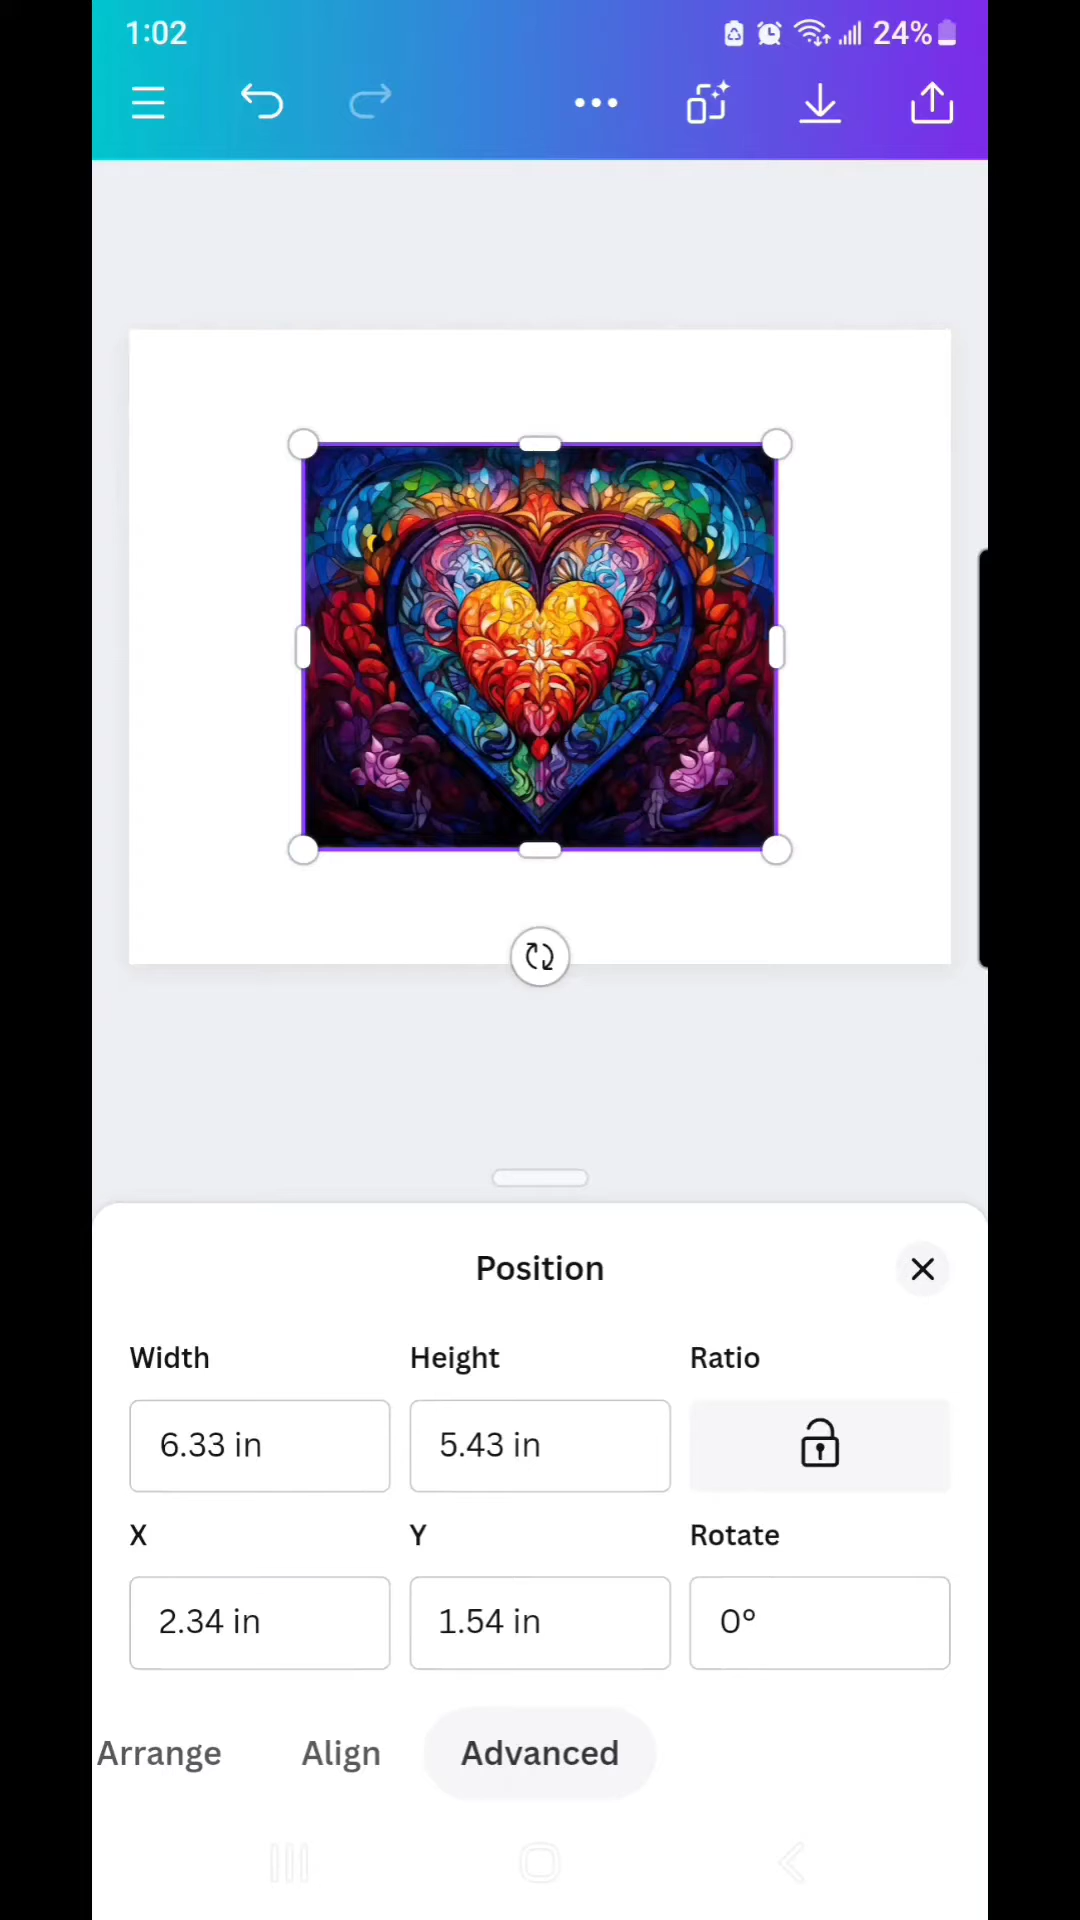 1:02 24%
Position
Width Height Ratio
6.33 in 5.43 in
X Y Rotate
2.34 in 1.54 in 0°
Arrange Align Advanced